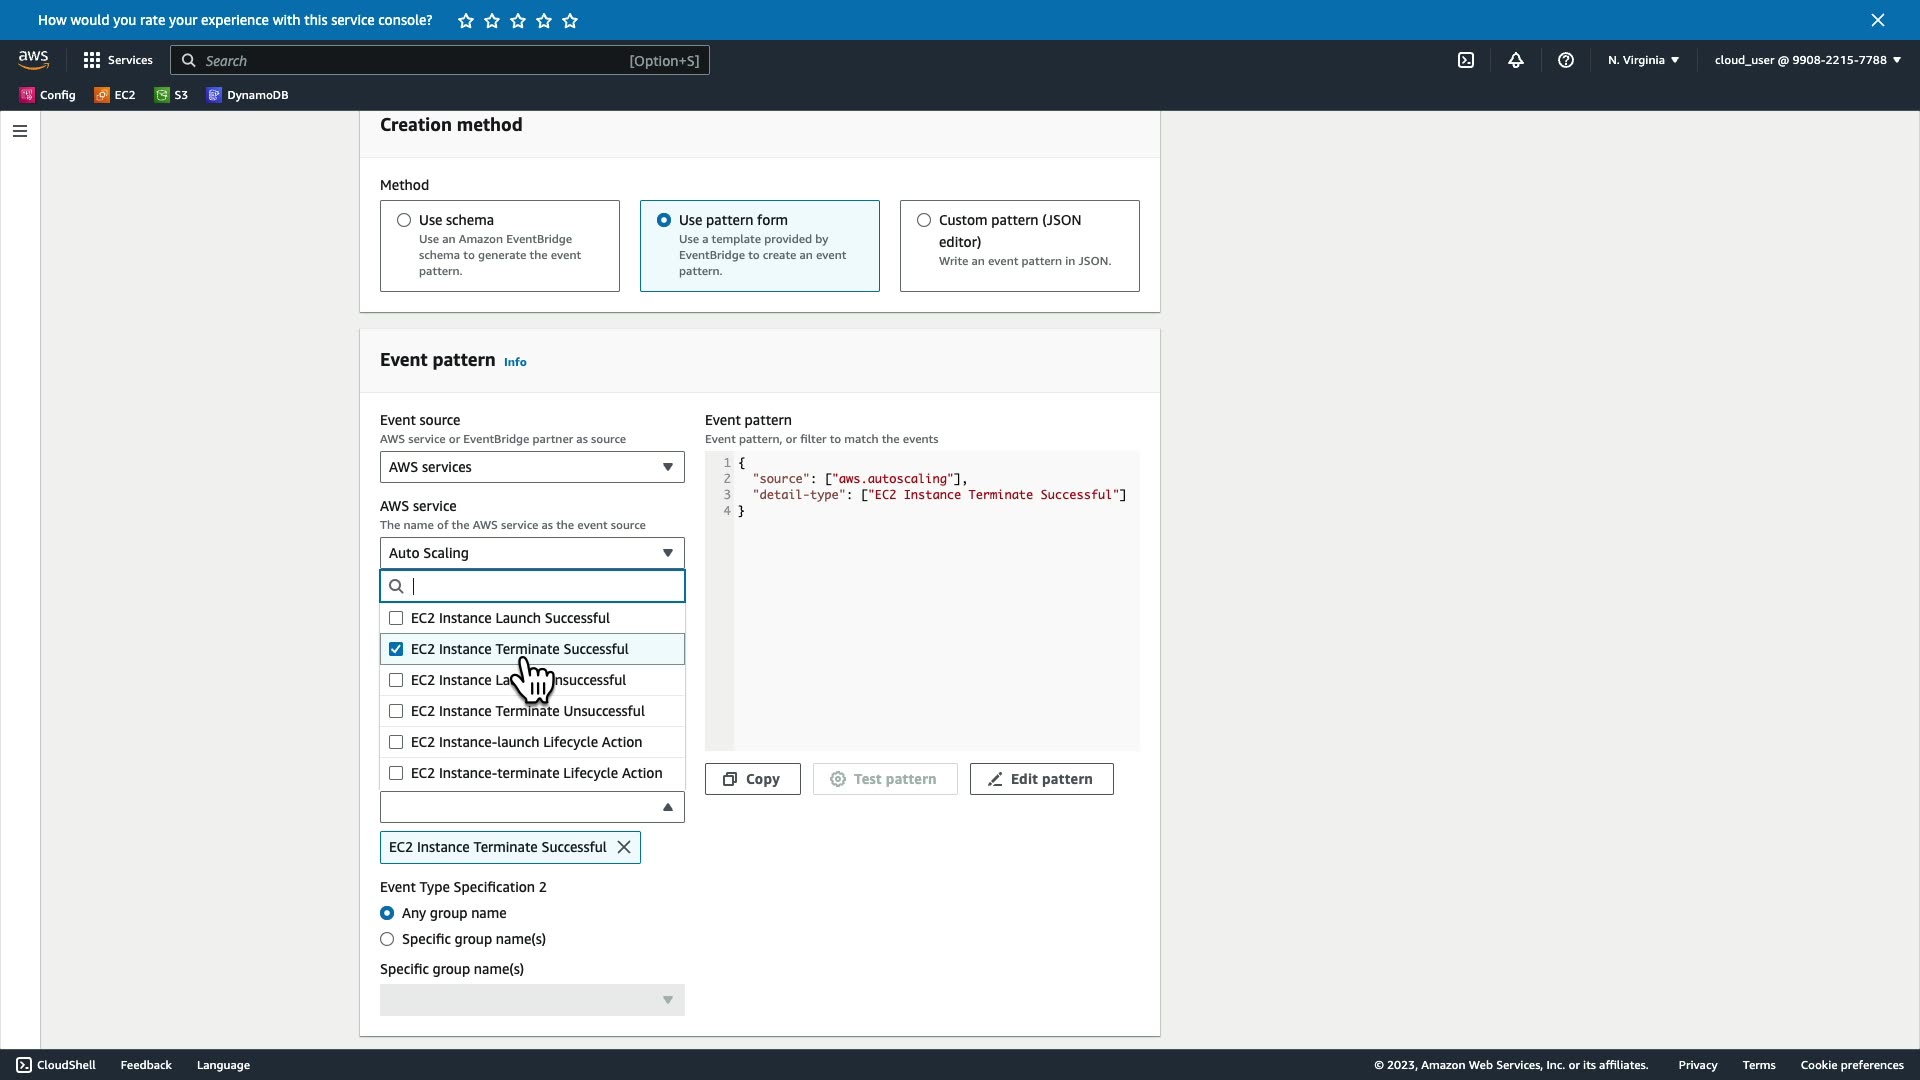 How would you rate your experience with this service console?
aws
Services
Search
[Option+S]
N. Virginia
cloud_user @ 9908-2215-7788
Config
EC2
S3
DynamoDB
Creation method
Method
Use schema
Use an Amazon EventBridge
schema to generate the event
pattern.
Use pattern form
Use a template provided by
EventBridge to create an event
pattern.
Custom pattern (JSON
editor)
Write an event pattern in JSON.
Event pattern Info
Event source
AWS service or EventBridge partner as source
AWS services
AWS service
The name of the AWS service as the event source
Auto Scaling
EC2 Instance Launch Successful
EC2 Instance Terminate Successful
EC2 Instance La nsuccessful
EC2 Instance Terminate Unsuccessful
EC2 Instance-launch Lifecycle Action
EC2 Instance-terminate Lifecycle Action
EC2 Instance Terminate Successful
Event Type Specification 2
Any group name
Specific group name(s)
Specific group name(s)
Event pattern
Event pattern, or filter to match the events
1 {
2 "source": ["aws.autoscaling"],
3 "detail-type": ["EC2 Instance Terminate Successful"]
4 }
Copy
Test pattern
Edit pattern
CloudShell
Feedback
Language
© 2023, Amazon Web Services, Inc. or its affiliates.
Privacy
Terms
Cookie preferences